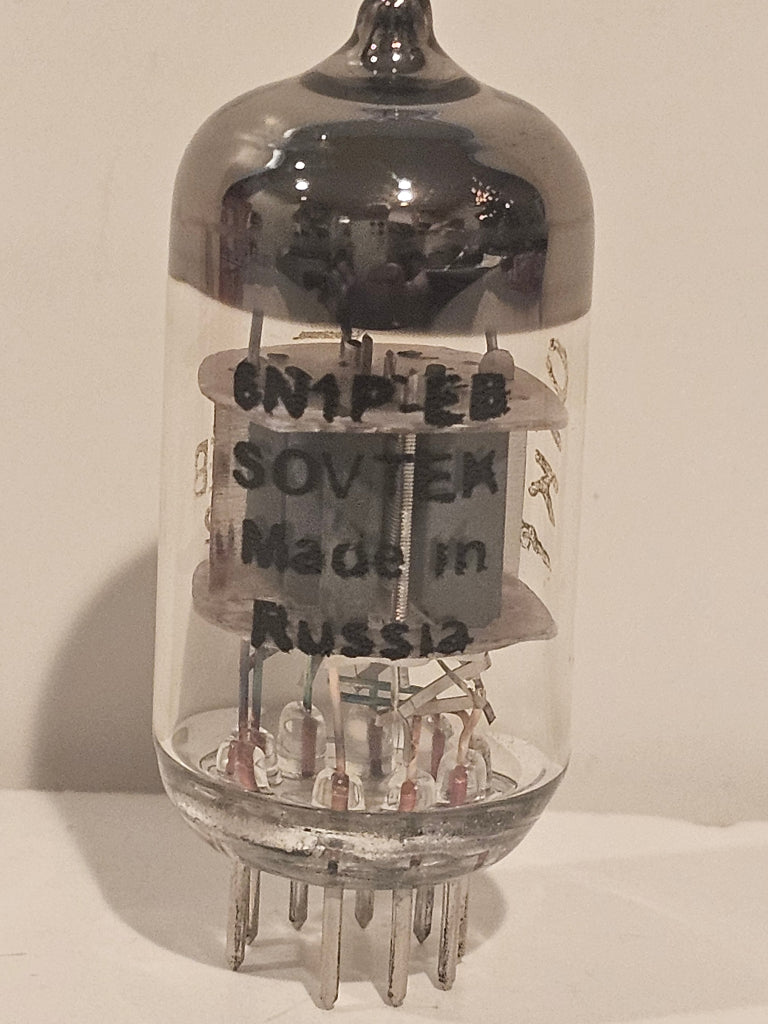 6N1P-EB
SOVTEK
Made in
Russia